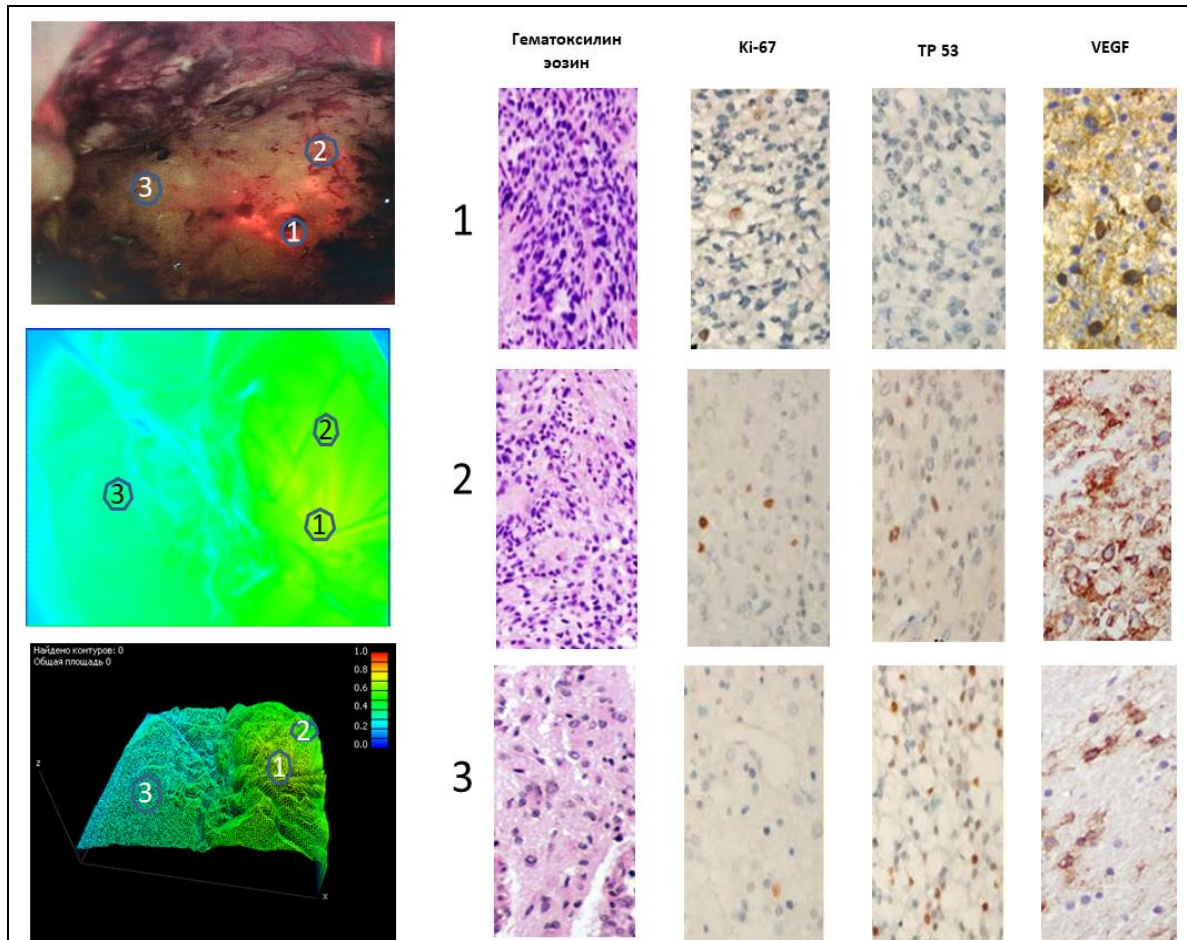 Гематоксилин
эозин
Ki-67
TP 53
VEGF
1
2
3
2
3
1
2
3
1
Найдено контуров: 0
Общая площадь 0
1.0
0.8
0.6
0.4
0.2
0.0
z
2
1
3
x